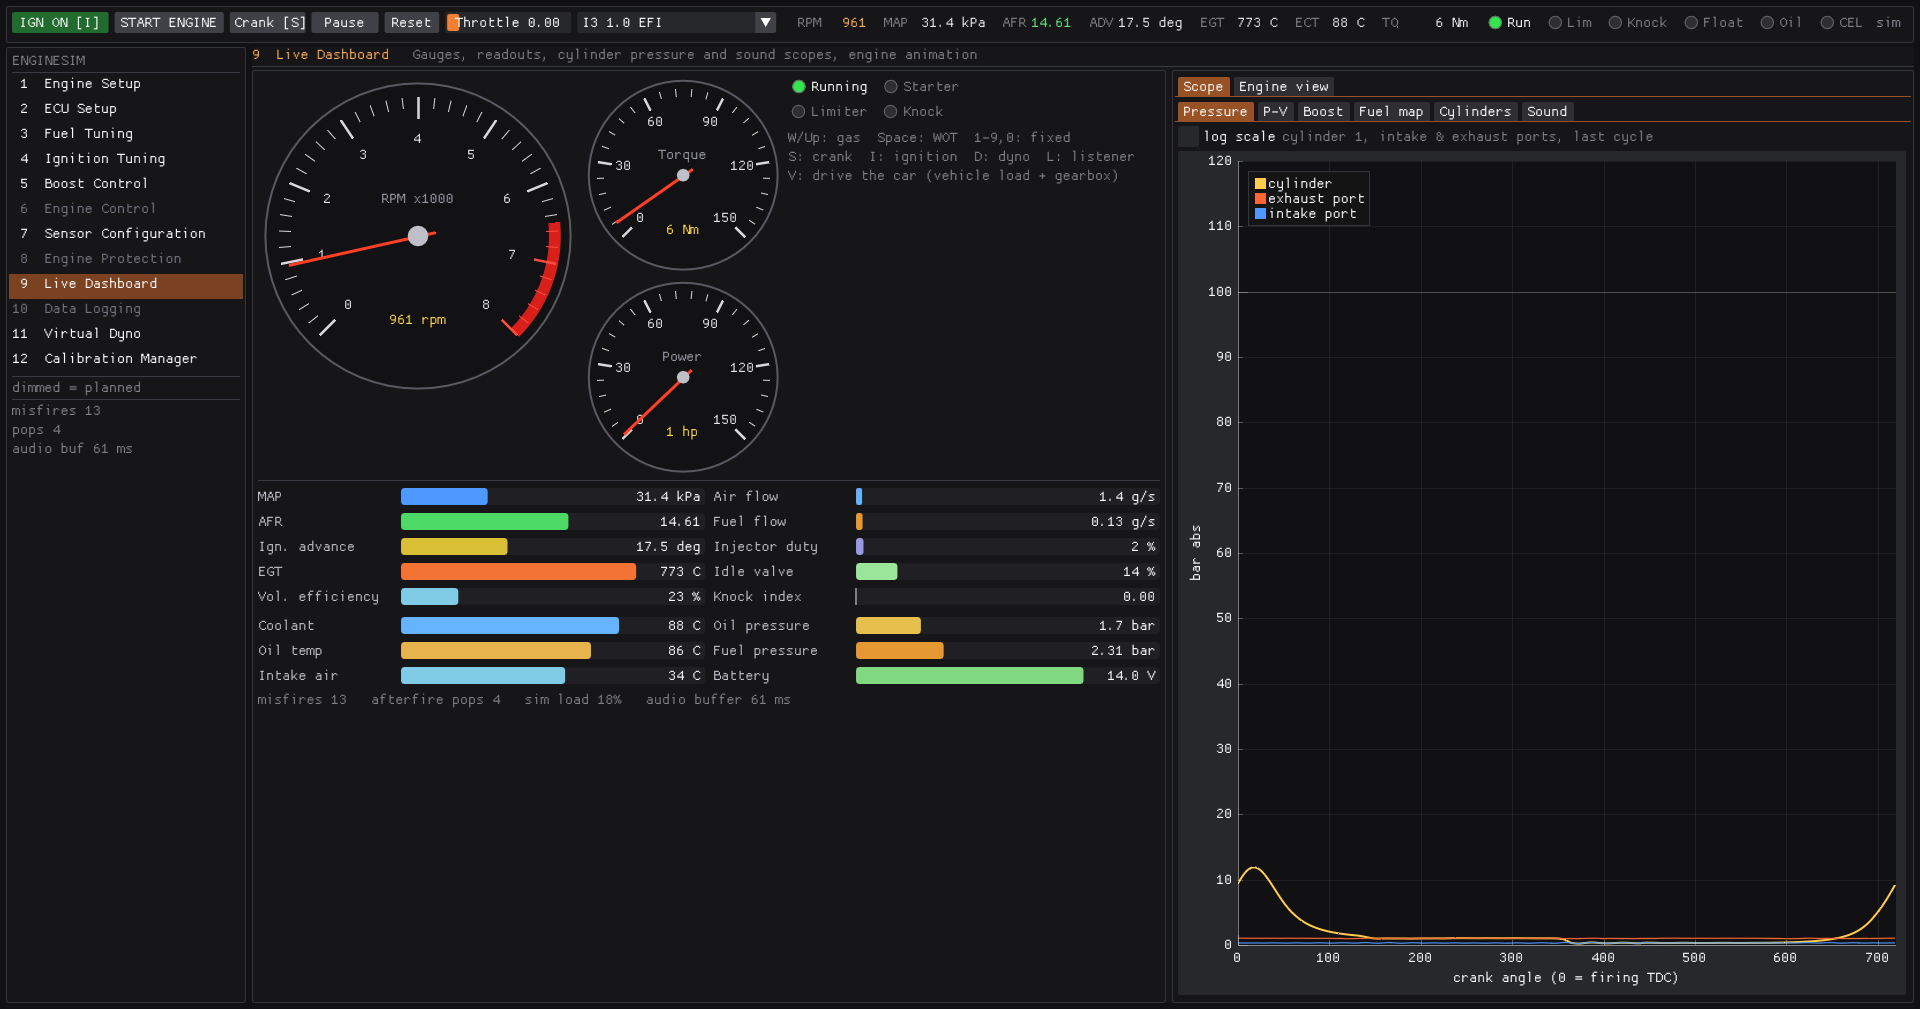 IGN ON [I] START ENGINE Crank [S] Pause Reset Throttle 0.00 I3 1.0 EFI RPM 961 MAP 31.4 kPa AFR 14.61 ADV 17.5 deg EGT 773 C ECT 88 C TQ 6 Nm Run Lim Knock Float Oil CEL sim
ENGINESIM
1 Engine Setup
2 ECU Setup
3 Fuel Tuning
4 Ignition Tuning
5 Boost Control
6 Engine Control
7 Sensor Configuration
8 Engine Protection
9 Live Dashboard
10 Data Logging
11 Virtual Dyno
12 Calibration Manager
dimmed = planned
misfires 13
pops 4
audio buf 61 ms
9 Live Dashboard Gauges, readouts, cylinder pressure and sound scopes, engine animation
0 1 2 3 4 5 6 7 8
RPM x1000
961 rpm
0 30 60 90 120 150
Torque
6 Nm
0 30 60 90 120 150
Power
1 hp
Running Starter
Limiter Knock
W/Up: gas Space: WOT 1-9,0: fixed
S: crank I: ignition D: dyno L: listener
V: drive the car (vehicle load + gearbox)
MAP 31.4 kPa Air flow 1.4 g/s
AFR 14.61 Fuel flow 0.13 g/s
Ign. advance 17.5 deg Injector duty 2 %
EGT 773 C Idle valve 14 %
Vol. efficiency 23 % Knock index 0.00
Coolant 88 C Oil pressure 1.7 bar
Oil temp 86 C Fuel pressure 2.31 bar
Intake air 34 C Battery 14.0 V
misfires 13 afterfire pops 4 sim load 18% audio buffer 61 ms
Scope Engine view
Pressure P-V Boost Fuel map Cylinders Sound
log scale cylinder 1, intake & exhaust ports, last cycle
cylinder
exhaust port
intake port
120
110
100
90
80
70
60
50
40
30
20
10
0
bar abs
0 100 200 300 400 500 600 700
crank angle (0 = firing TDC)